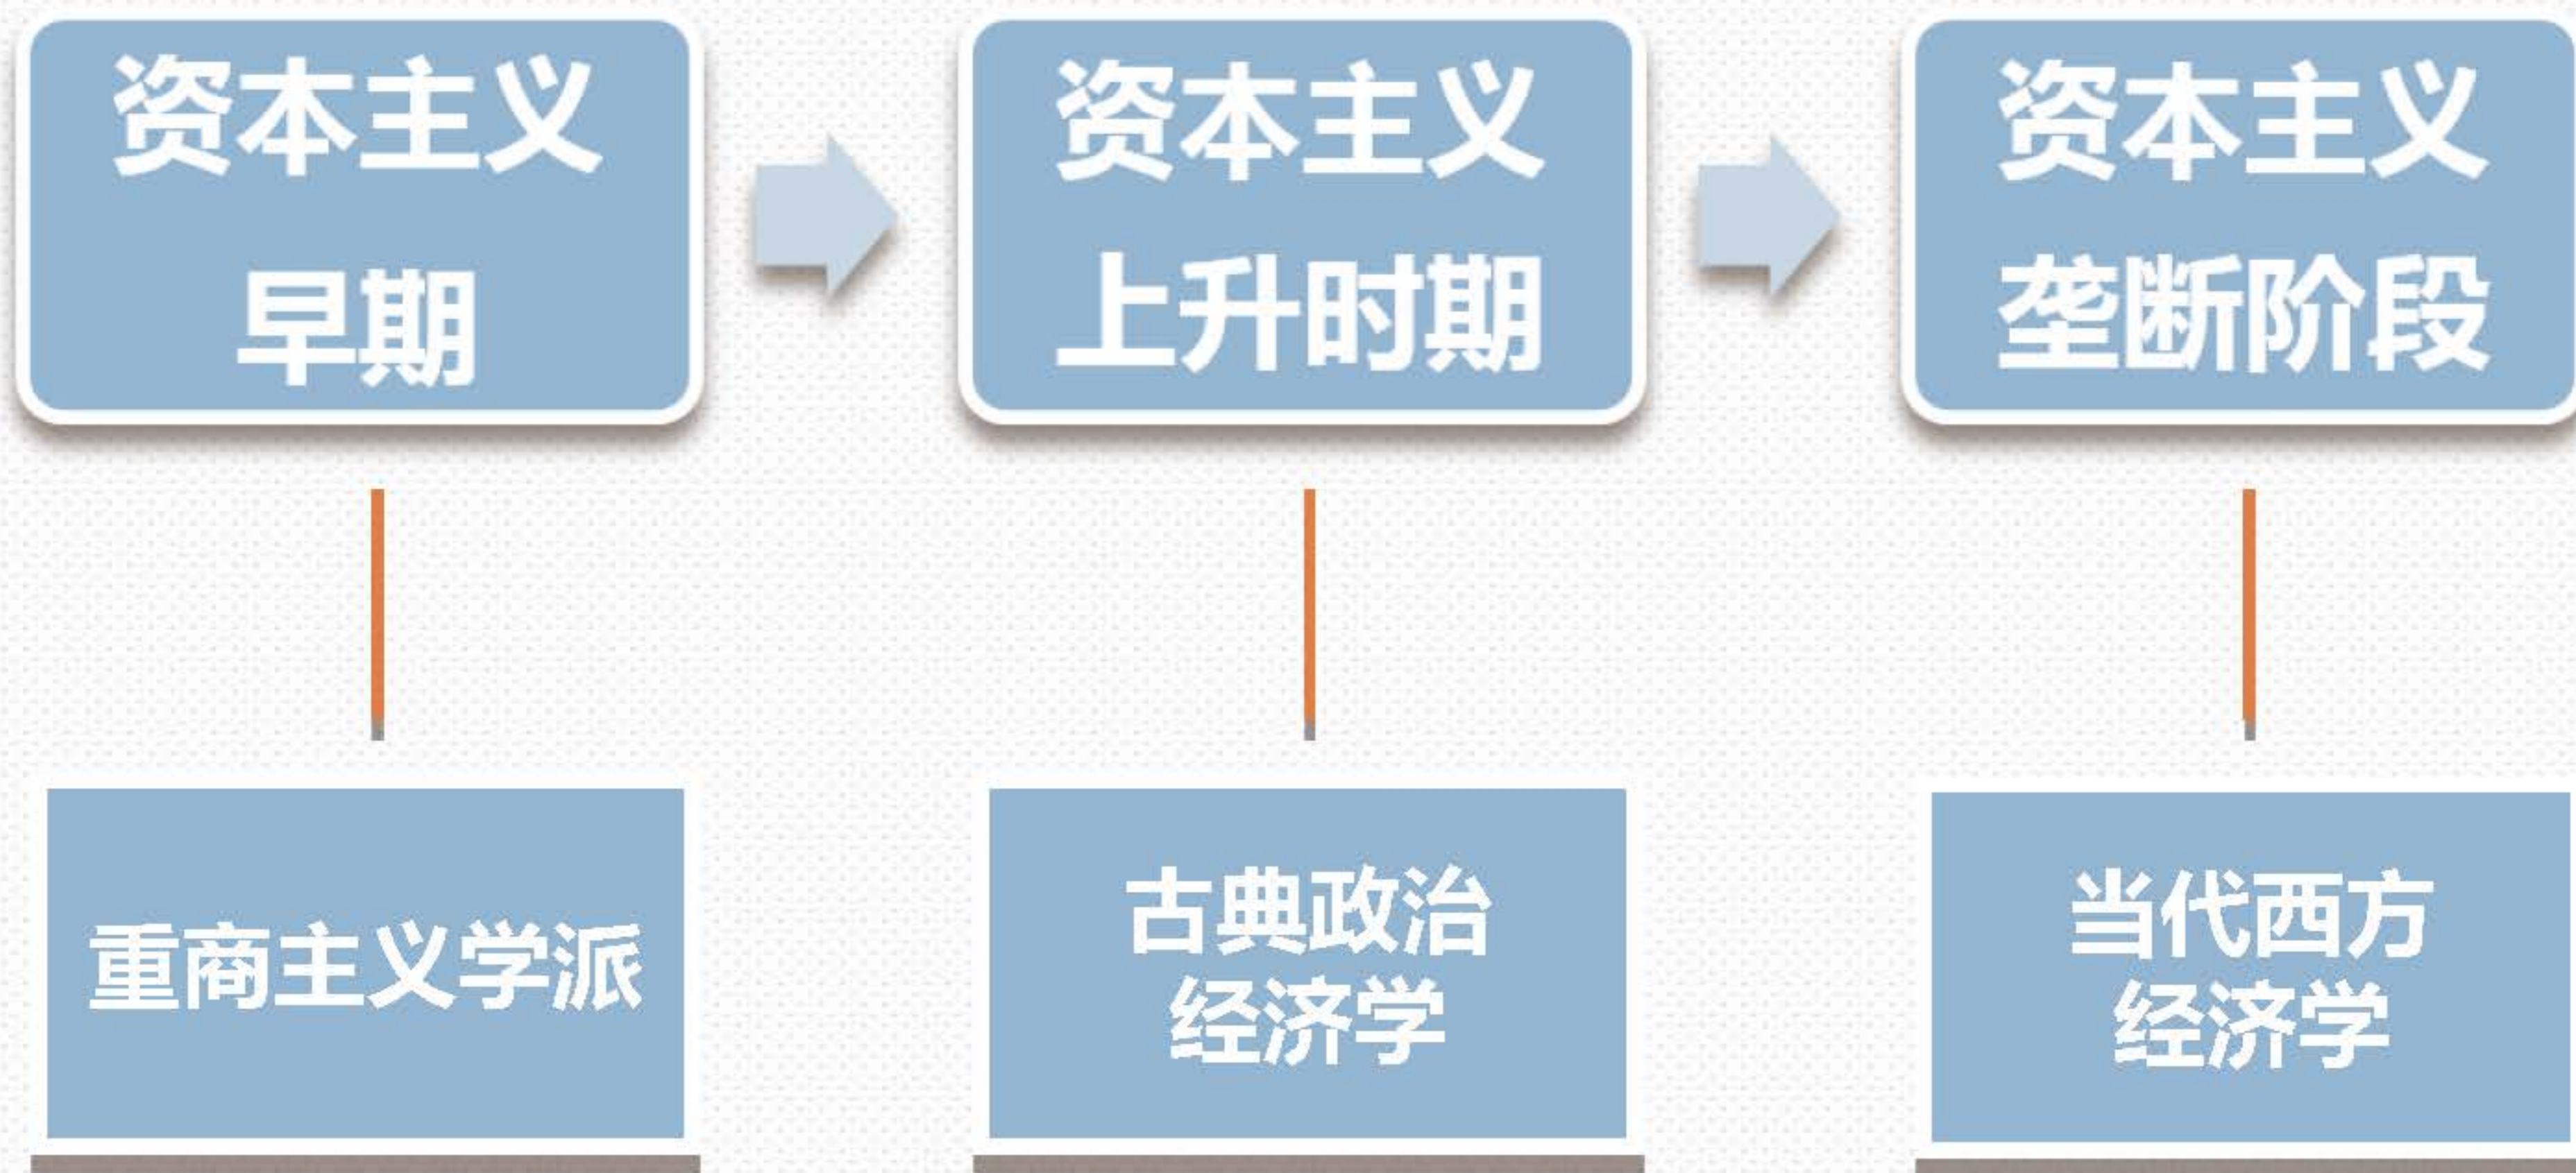 资本主义
早期
资本主义
上升时期
资本主义
垄断阶段
重商主义学派
古典政治
经济学
当代西方
经济学